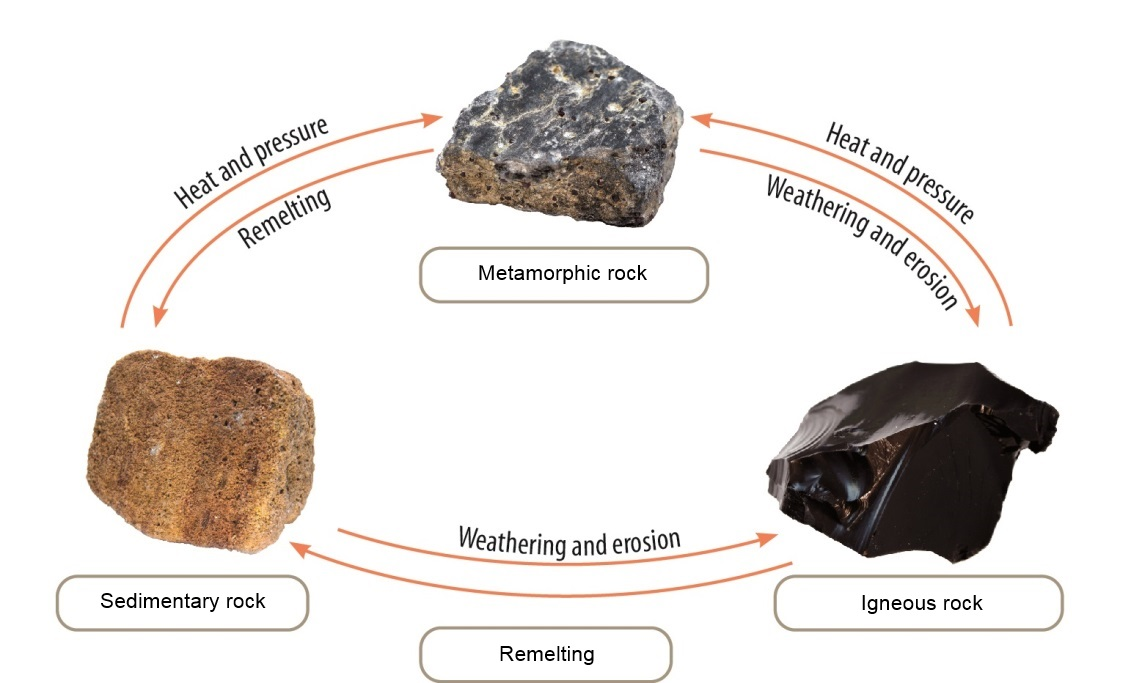 Heat and pressure
Remelting
Heat and pressure
Weathering and erosion
Metamorphic rock
Weathering and erosion
Sedimentary rock
Igneous rock
Remelting